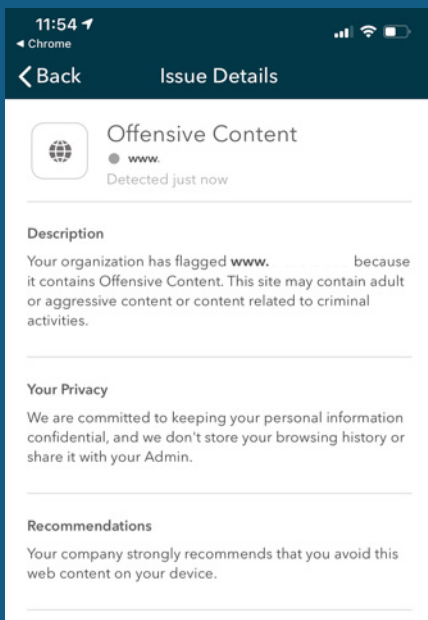 11:54
Chrome
Back
Issue Details
Offensive Content
www.
Detected just now
Description
Your organization has flagged www. because
it contains Offensive Content. This site may contain adult
or aggressive content or content related to criminal
activities.
Your Privacy
We are committed to keeping your personal information
confidential, and we don't store your browsing history or
share it with your Admin.
Recommendations
Your company strongly recommends that you avoid this
web content on your device.